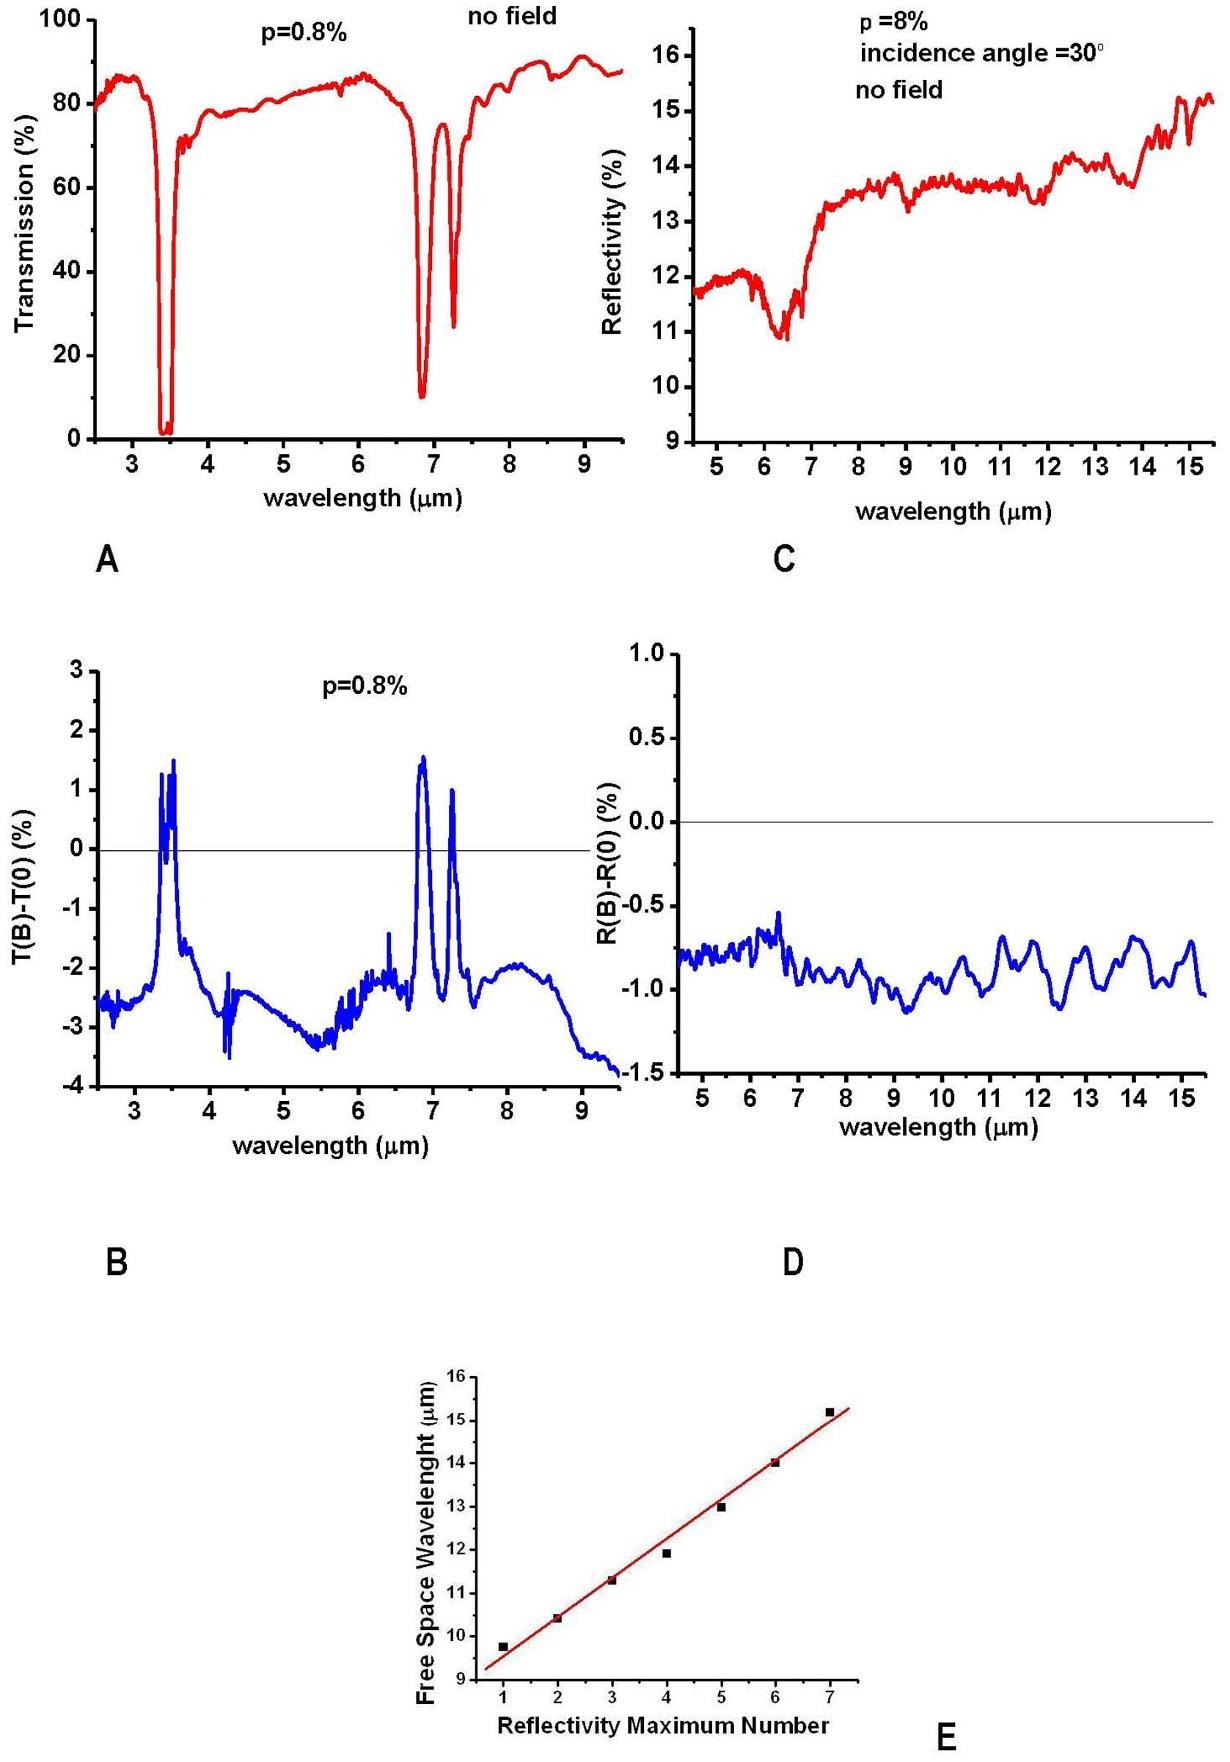 no field
p=0.8%
100
80
60
40
20
0
Transmission (%)
3 4 5 6 7 8 9
wavelength (μm)
A
p =8%
incidence angle =30°
no field
16
15
14
13
12
11
10
9
Reflectivity (%)
5 6 7 8 9 10 11 12 13 14 15
wavelength (μm)
C
p=0.8%
3
2
1
0
-1
-2
-3
-4
T(B)-T(0) (%)
3 4 5 6 7 8 9
wavelength (μm)
B
1.0
0.5
0.0
-0.5
-1.0
-1.5
R(B)-R(0) (%)
5 6 7 8 9 10 11 12 13 14 15
wavelength (μm)
D
16
15
14
13
12
11
10
9
Free Space Wavelenght (μm)
1 2 3 4 5 6 7
Reflectivity Maximum Number
E